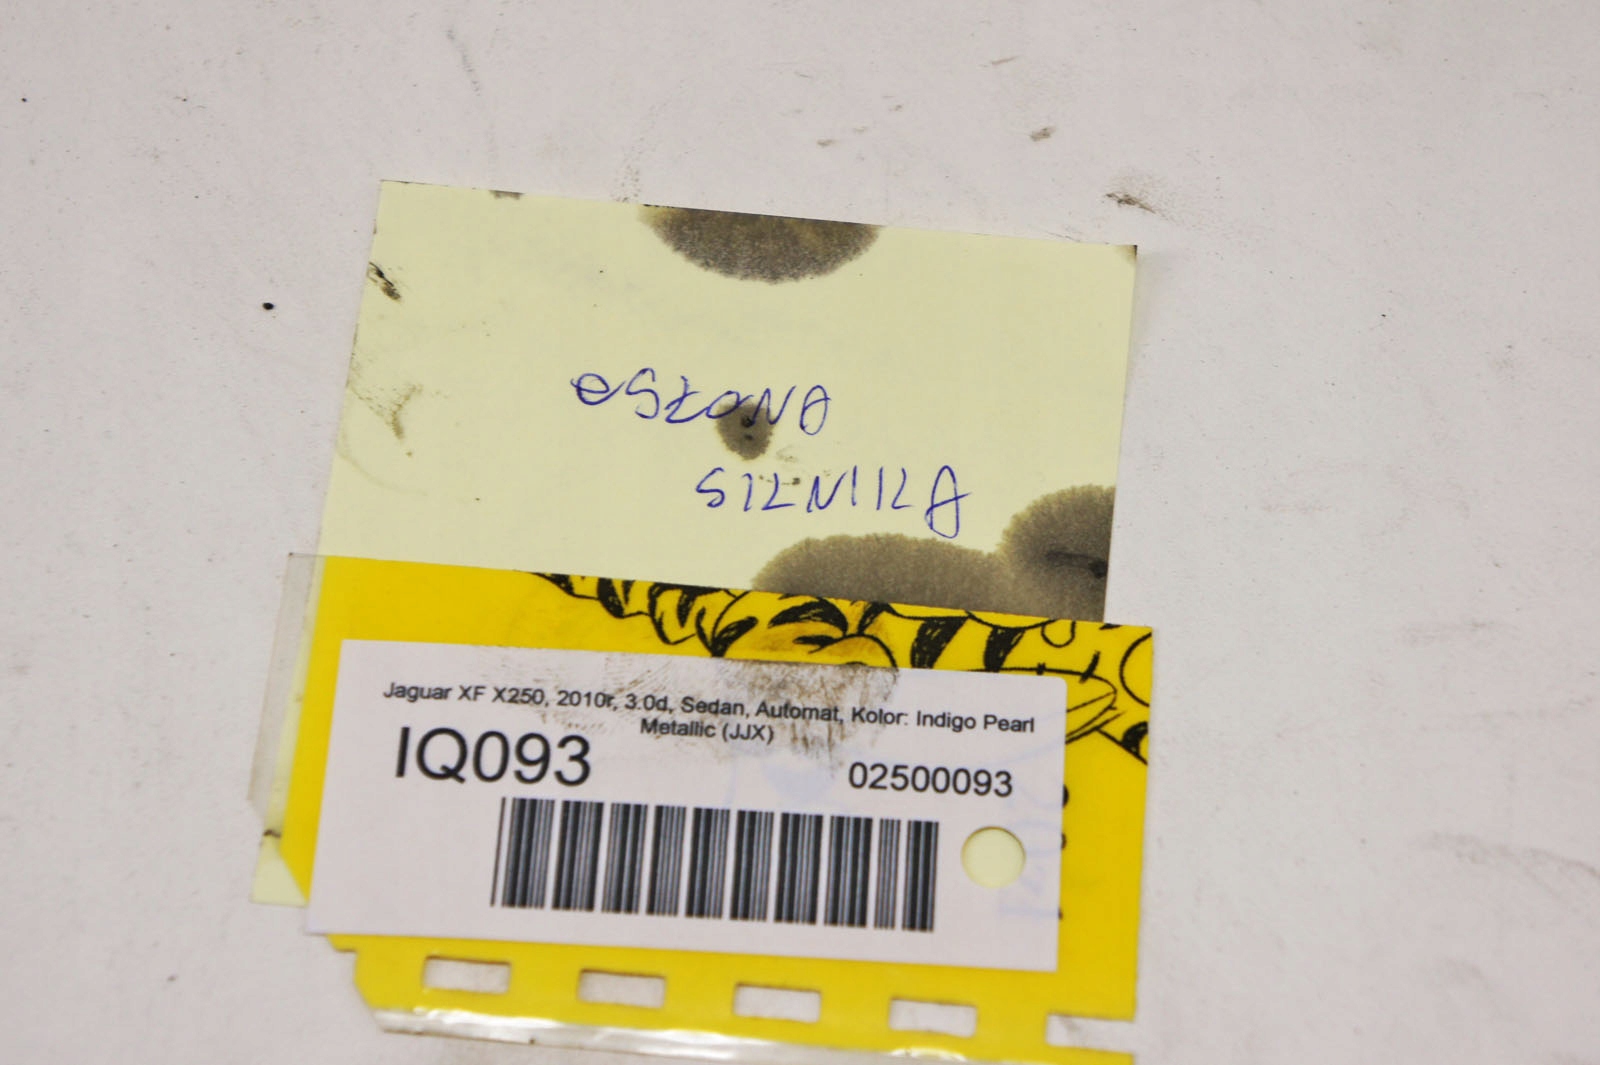 OSŁONA
SILNIKA
Jaguar XF X250, 2010r, 3.0d, Sedan, Automat, Kolor: Indigo Pearl
Metallic (JJX)
IQ093 02500093